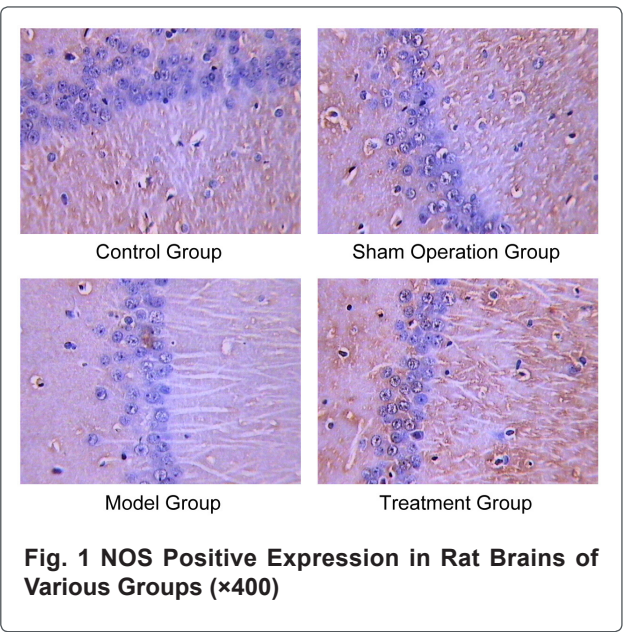 Control Group
Sham Operation Group
Model Group
Treatment Group
Fig. 1 NOS Positive Expression in Rat Brains of
Various Groups (×400)